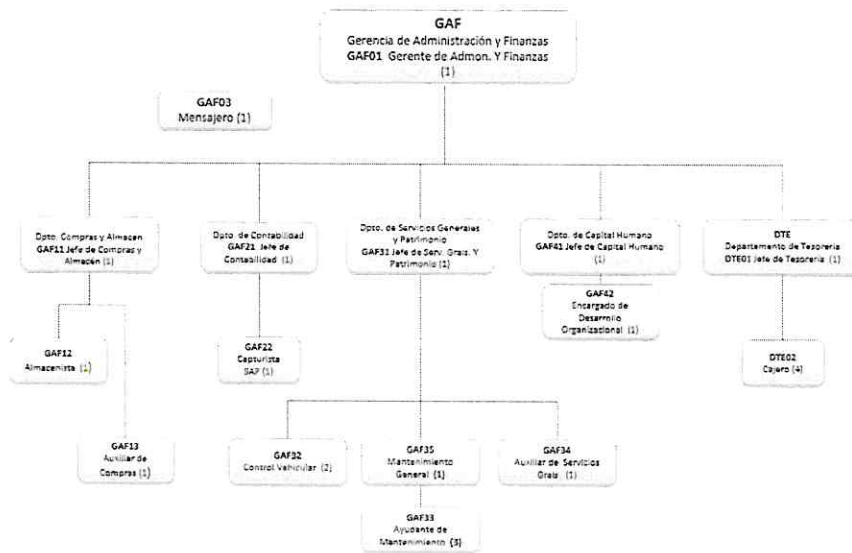 GAF
Gerencia de Administración y Finanzas
GAF01 Gerente de Admon. Y Finanzas
(1)
GAF03
Mensajero (1)
Dpto. Compras y Almacen
GAF11 Jefe de Compras y
Almacén (1)
Dpto. de Contabilidad
GAF21 Jefe de
Contabilidad (1)
Dpto. de Servicios Generales
y Patrimonio
GAF31 Jefe de Serv. Grals. Y
Patrimonio (1)
Dpto. de Capital Humano
GAF41 Jefe de Capital Humano
(1)
DTE
Departamento de Tesorería
DTE01 Jefe de Tesorería (1)
GAF42
Encargado de
Desarrollo
Organizacional (1)
GAF12
Almacenista (1)
GAF22
Capturista
SAP (1)
DTE02
Cajero (4)
GAF13
Auxiliar de
Compras (1)
GAF32
Control Vehicular (2)
GAF35
Mantenimiento
General (1)
GAF34
Auxiliar de Servicios
Grals. (1)
GAF33
Ayudante de
Mantenimiento (3)